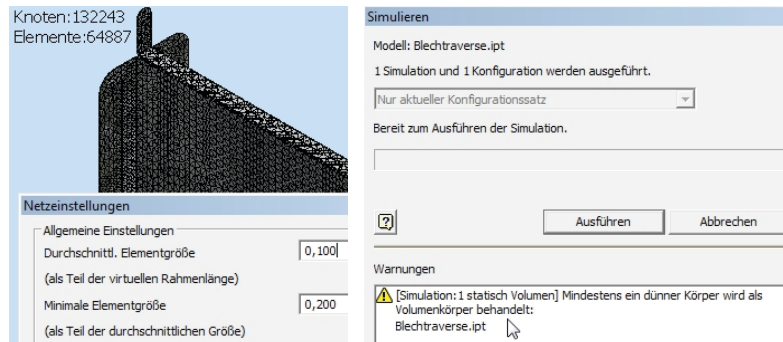 Knoten:132243
Elemente:64887
Netzeinstellungen
Allgemeine Einstellungen
Durchschnittl. Elementgröße
0,100
(als Teil der virtuellen Rahmenlänge)
Minimale Elementgröße
0,200
(als Teil der durchschnittlichen Größe)
Simulieren
Modell: Blechtraverse.ipt
1 Simulation und 1 Konfiguration werden ausgeführt.
Nur aktueller Konfigurationssatz
Bereit zum Ausführen der Simulation.
?
Ausführen
Abbrechen
Warnungen
[Simulation:1 statisch Volumen] Mindestens ein dünner Körper wird als
Volumenkörper behandelt:
Blechtraverse.ipt